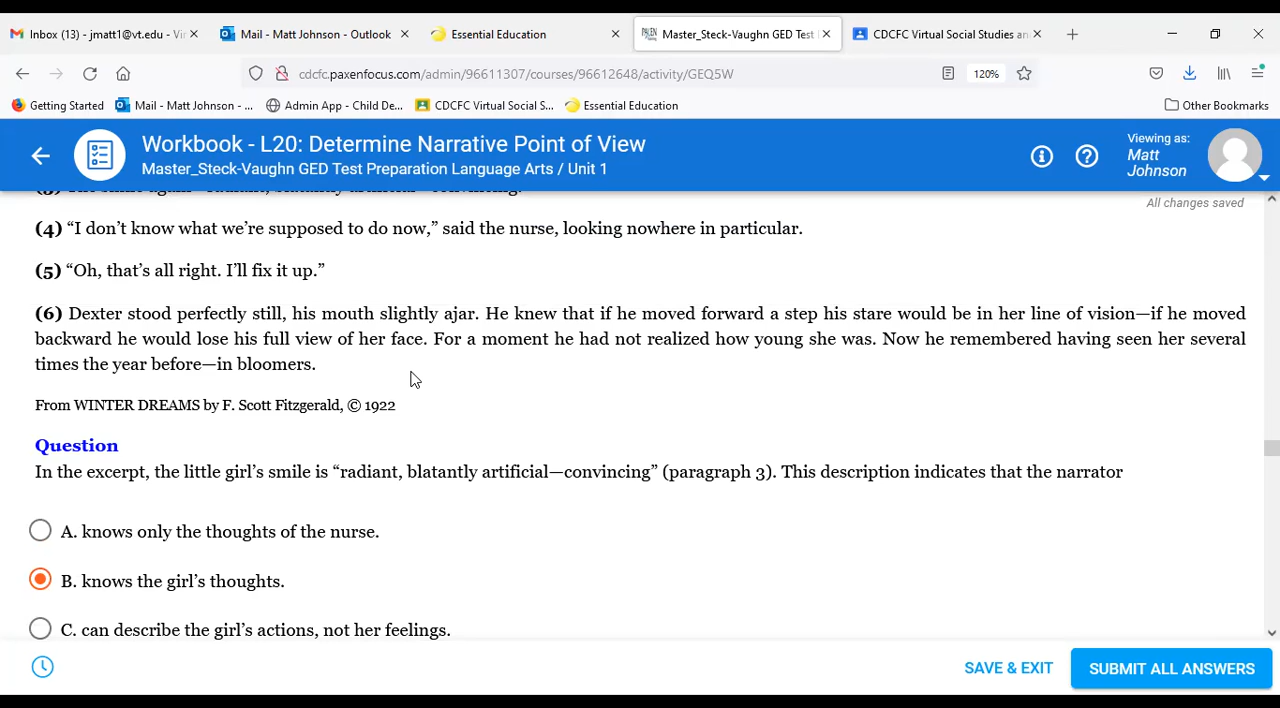 Inbox (13) - jmatt1@vt.edu - Vir
Mail - Matt Johnson - Outlook
Essential Education
Master_Steck-Vaughn GED Test
CDCFC Virtual Social Studies an
cdcfc.paxenfocus.com/admin/96611307/courses/96612648/activity/GEQ5W
120%
Getting Started
Mail - Matt Johnson - ...
Admin App - Child De...
CDCFC Virtual Social S...
Essential Education
Other Bookmarks
Workbook - L20: Determine Narrative Point of View
Master_Steck-Vaughn GED Test Preparation Language Arts / Unit 1
Viewing as:
Matt
Johnson
All changes saved
(3) The smile again—radiant, blatantly artificial—convincing.
(4) “I don’t know what we’re supposed to do now,” said the nurse, looking nowhere in particular.
(5) “Oh, that’s all right. I’ll fix it up.”
(6) Dexter stood perfectly still, his mouth slightly ajar. He knew that if he moved forward a step his stare would be in her line of vision—if he moved
backward he would lose his full view of her face. For a moment he had not realized how young she was. Now he remembered having seen her several
times the year before—in bloomers.
From WINTER DREAMS by F. Scott Fitzgerald, © 1922
Question
In the excerpt, the little girl’s smile is “radiant, blatantly artificial—convincing” (paragraph 3). This description indicates that the narrator
A. knows only the thoughts of the nurse.
B. knows the girl’s thoughts.
C. can describe the girl’s actions, not her feelings.
SAVE & EXIT
SUBMIT ALL ANSWERS